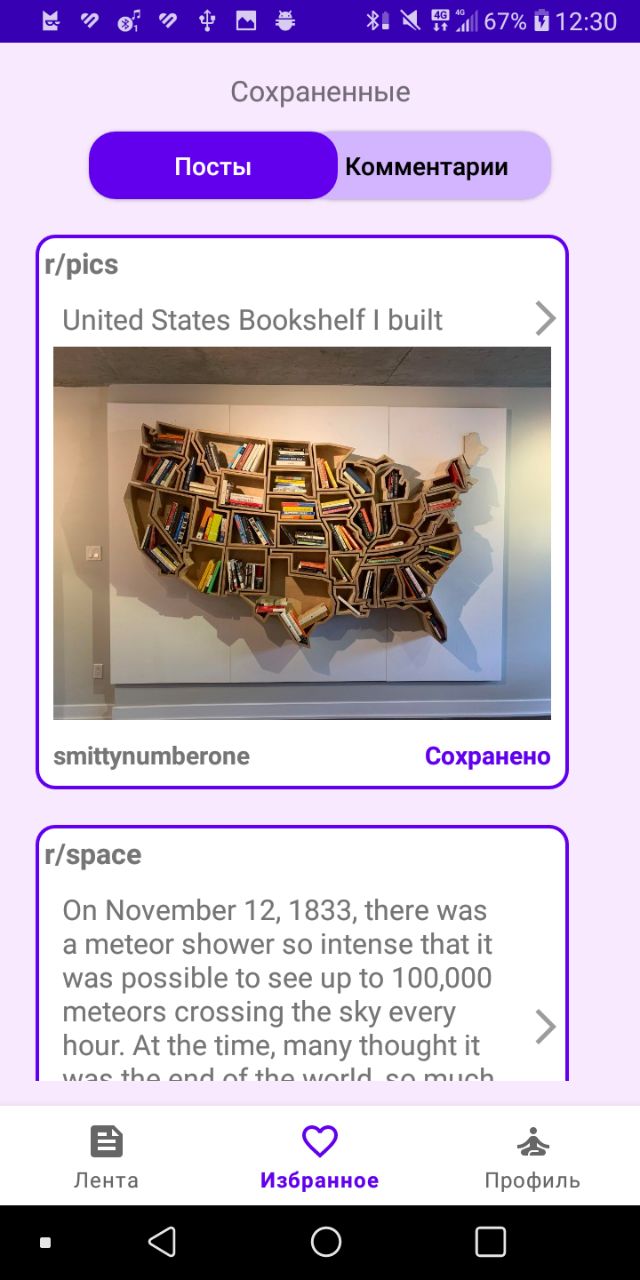 67% 12:30
Сохраненные
Посты Комментарии
r/pics
United States Bookshelf I built
smittynumberone Сохранено
r/space
On November 12, 1833, there was
a meteor shower so intense that it
was possible to see up to 100,000
meteors crossing the sky every
hour. At the time, many thought it
was the end of the world, so much
Лента Избранное Профиль